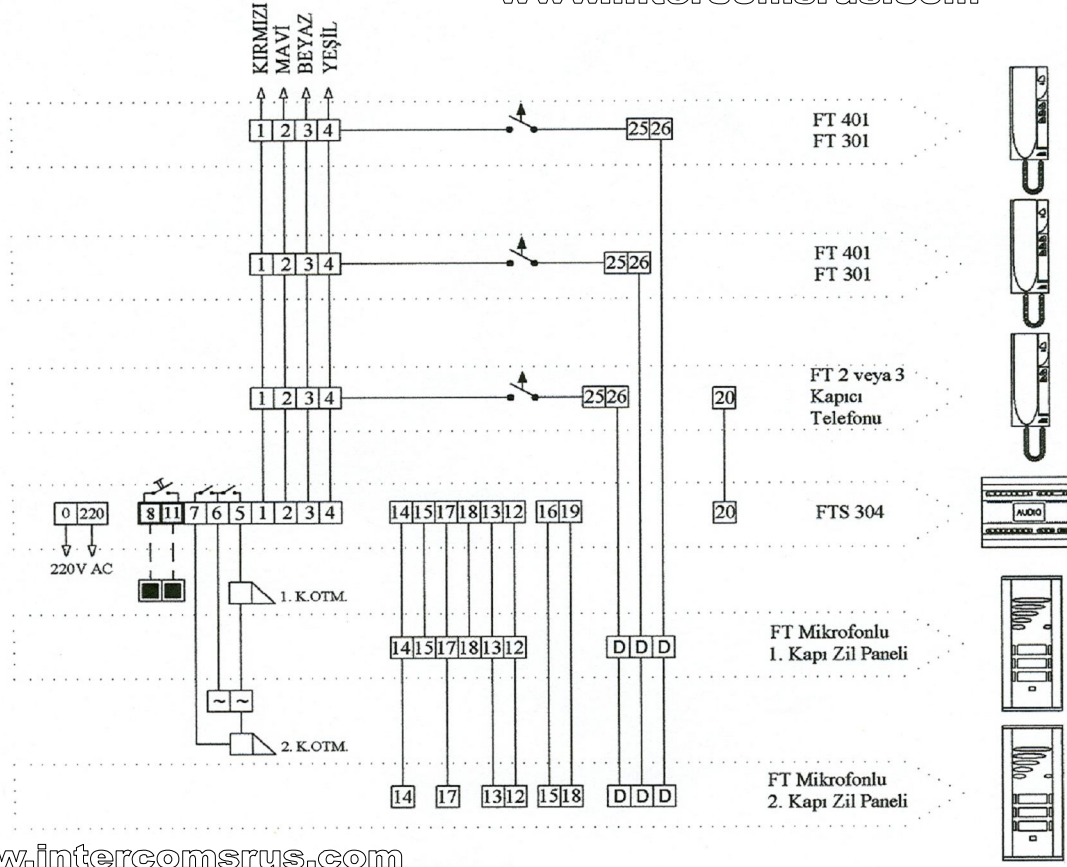 www.intercomsrus.com
KIRMIZI
MAVİ
BEYAZ
YEŞİL
1 2 3 4
25 26
FT 401
FT 301
1 2 3 4
25 26
FT 401
FT 301
1 2 3 4
25 26
20
FT 2 veya 3
Kapıcı
Telefonu
0 220
8 11 7 6 5 1 2 3 4
14 15 17 18 13 12
16 19
20
FTS 304
AUDIO
220V AC
1. K.OTM.
14 15 17 18 13 12
D D D
FT Mikrofonlu
1. Kapı Zil Paneli
~ ~
2. K.OTM.
14
17
13 12
15 18
D D D
FT Mikrofonlu
2. Kapı Zil Paneli
w.intercomsrus.com